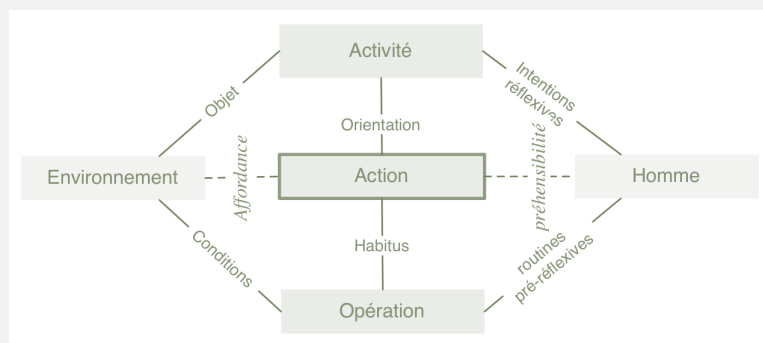 Activité
Objet
Intentions
réflexives
Orientation
Affordance
préhensibilité
Environnement
Action
Homme
Habitus
Conditions
routines
pré-réflexives
Opération